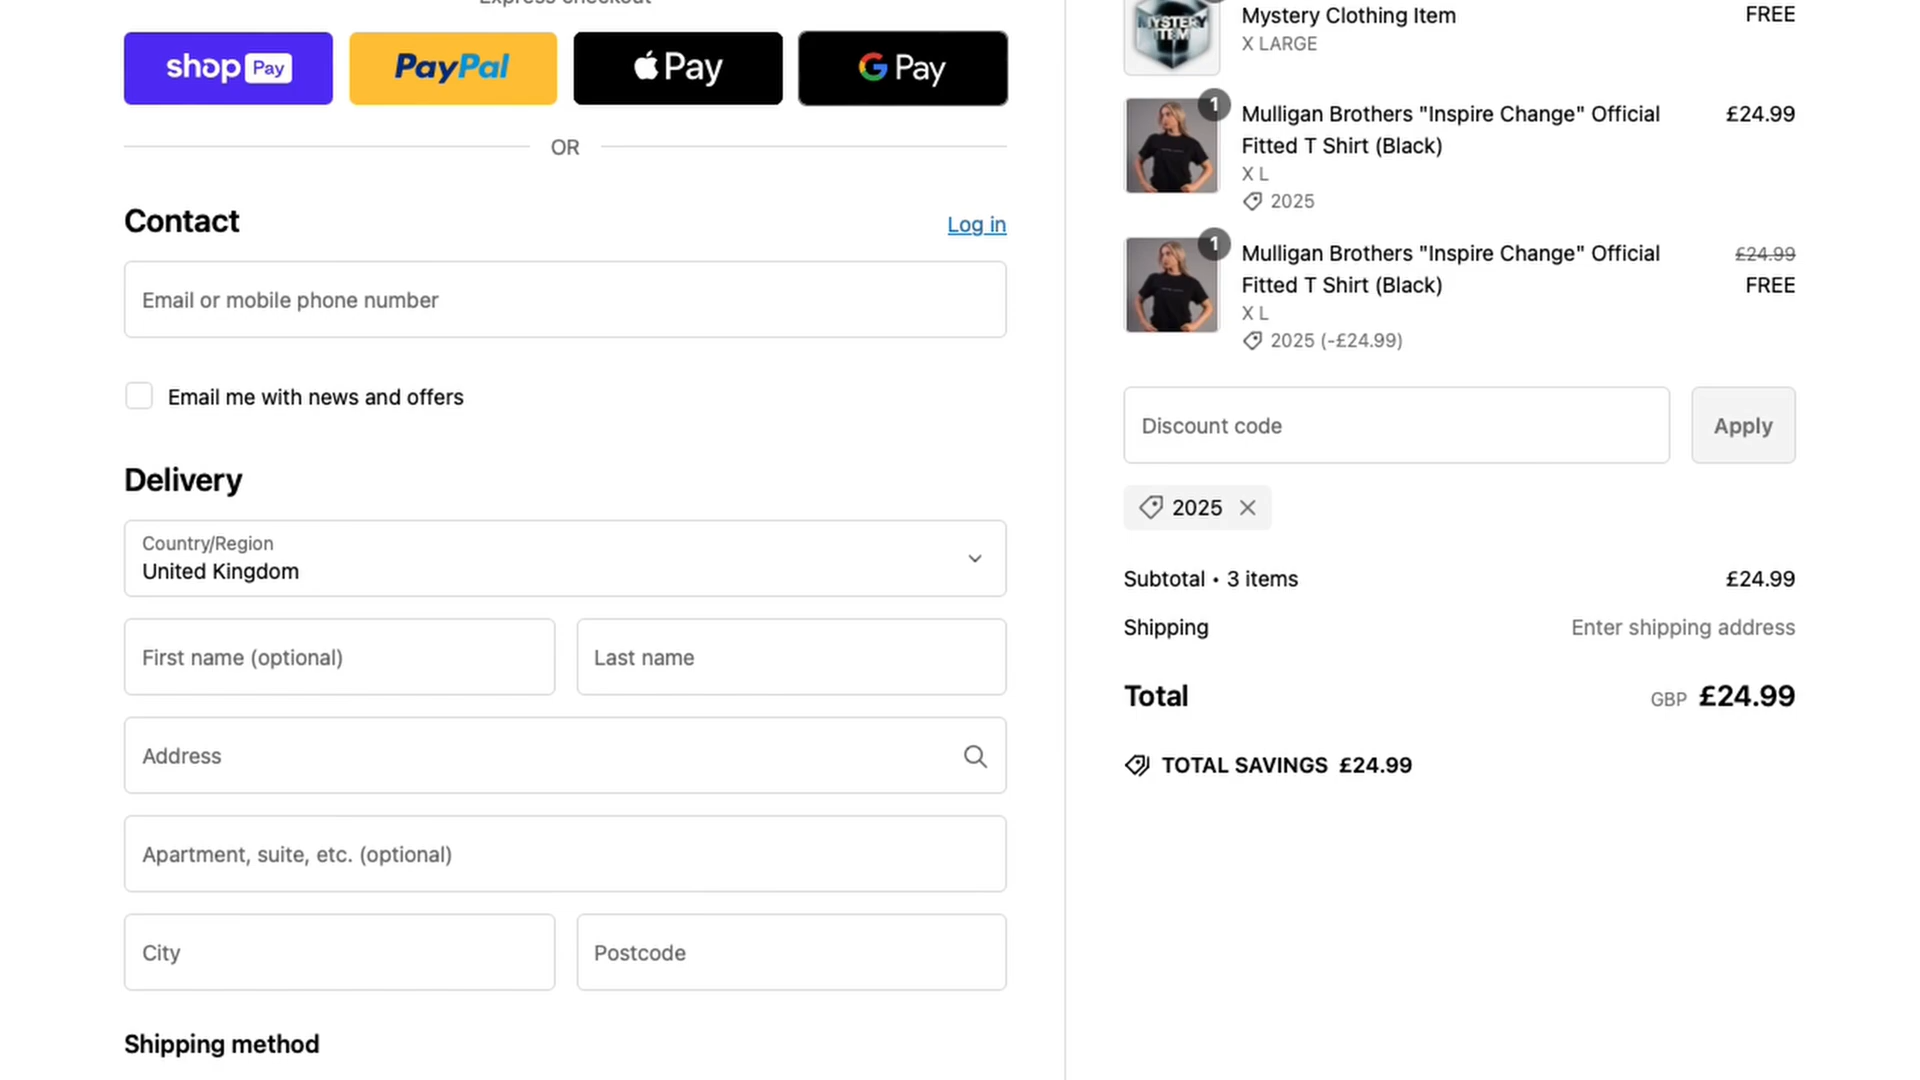 Express checkout
shop Pay
PayPal
Pay
G Pay
OR
Contact
Log in
Email or mobile phone number
Email me with news and offers
Delivery
Country/Region
United Kingdom
First name (optional)
Last name
Address
Apartment, suite, etc. (optional)
City
Postcode
Shipping method
MYSTERY
ITEM
Mystery Clothing Item
FREE
X LARGE
1
Mulligan Brothers "Inspire Change" Official
Fitted T Shirt (Black)
£24.99
X L
2025
1
Mulligan Brothers "Inspire Change" Official
Fitted T Shirt (Black)
£24.99
FREE
X L
2025 (-£24.99)
Discount code
Apply
2025
Subtotal • 3 items
£24.99
Shipping
Enter shipping address
Total
GBP £24.99
TOTAL SAVINGS £24.99